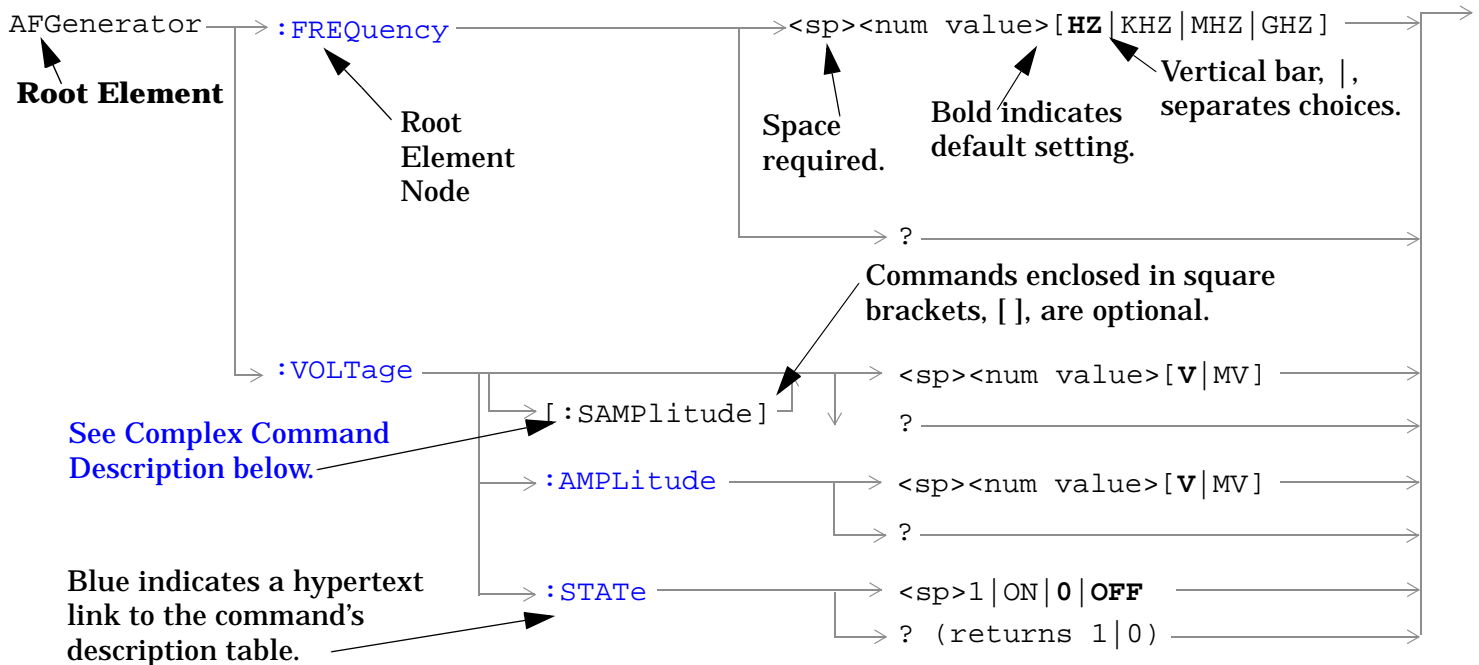 AFGenerator :FREQuency <sp><num value>[HZ|KHZ|MHZ|GHZ]
Root Element
Root
Element
Node
Space
required.
Bold indicates
default setting.
Vertical bar, |,
separates choices.
?
Commands enclosed in square
brackets, [ ], are optional.
:VOLTage <sp><num value>[V|MV]
[:SAMPlitude]
?
See Complex Command
Description below.
:AMPLitude <sp><num value>[V|MV]
?
Blue indicates a hypertext
link to the command's
description table.
:STATe <sp>1|ON|0|OFF
? (returns 1|0)